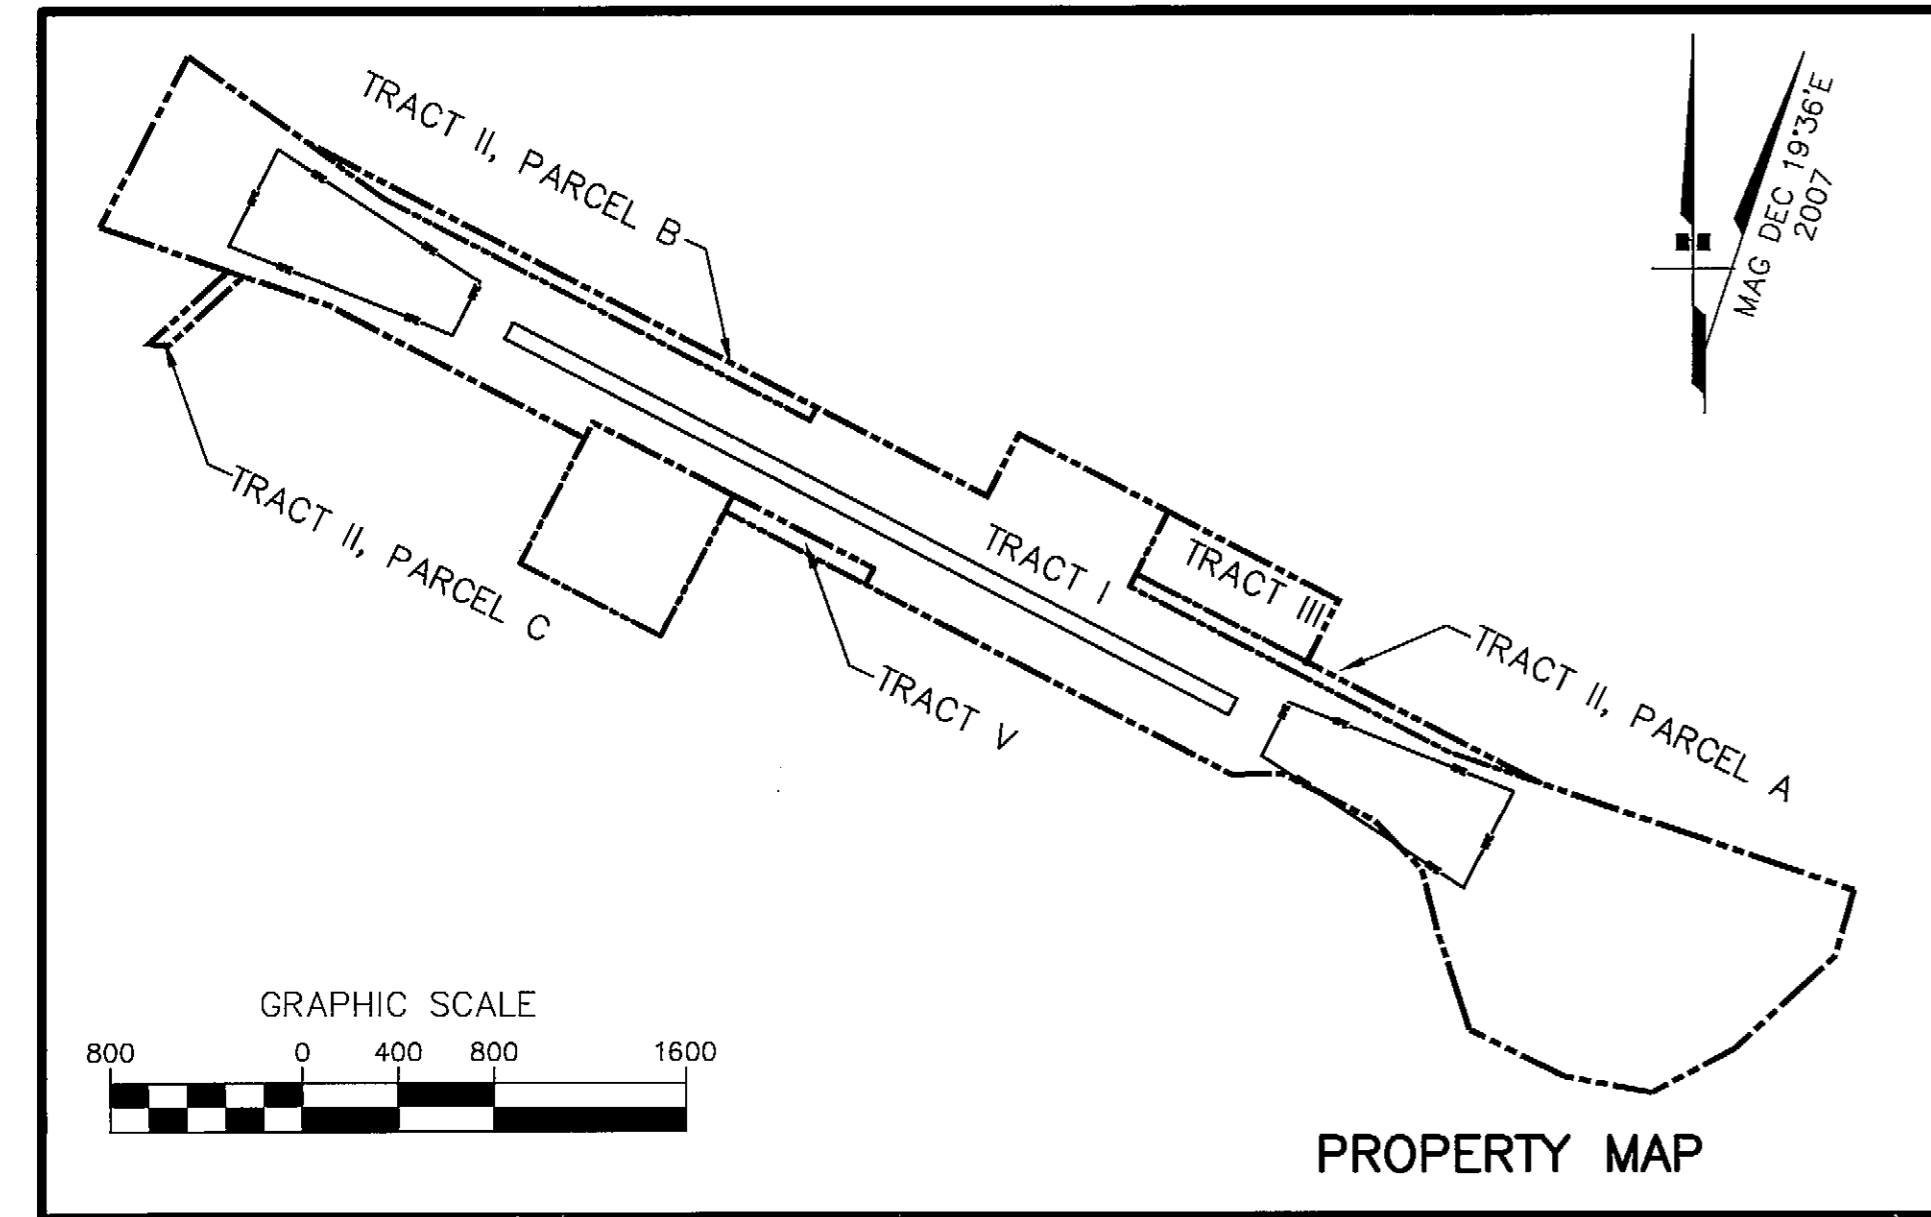 TRACT II, PARCEL B
MAG DEC 19°36'E
2007
TRACT I
TRACT III
TRACT II, PARCEL C
TRACT V
TRACT II, PARCEL A
GRAPHIC SCALE
800 0 400 800 1600
PROPERTY MAP